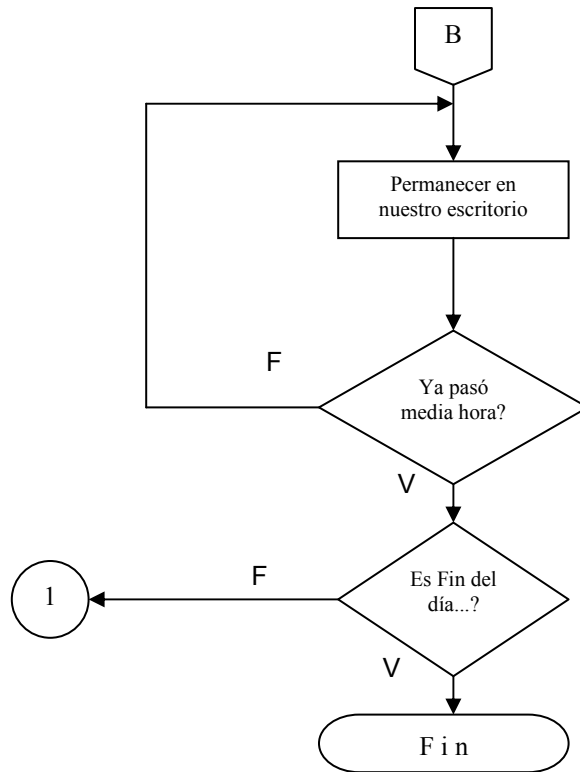 B
Permanecer en
nuestro escritorio
F
Ya pasó
media hora?
V
F
1
Es Fin del
día...?
V
F i n